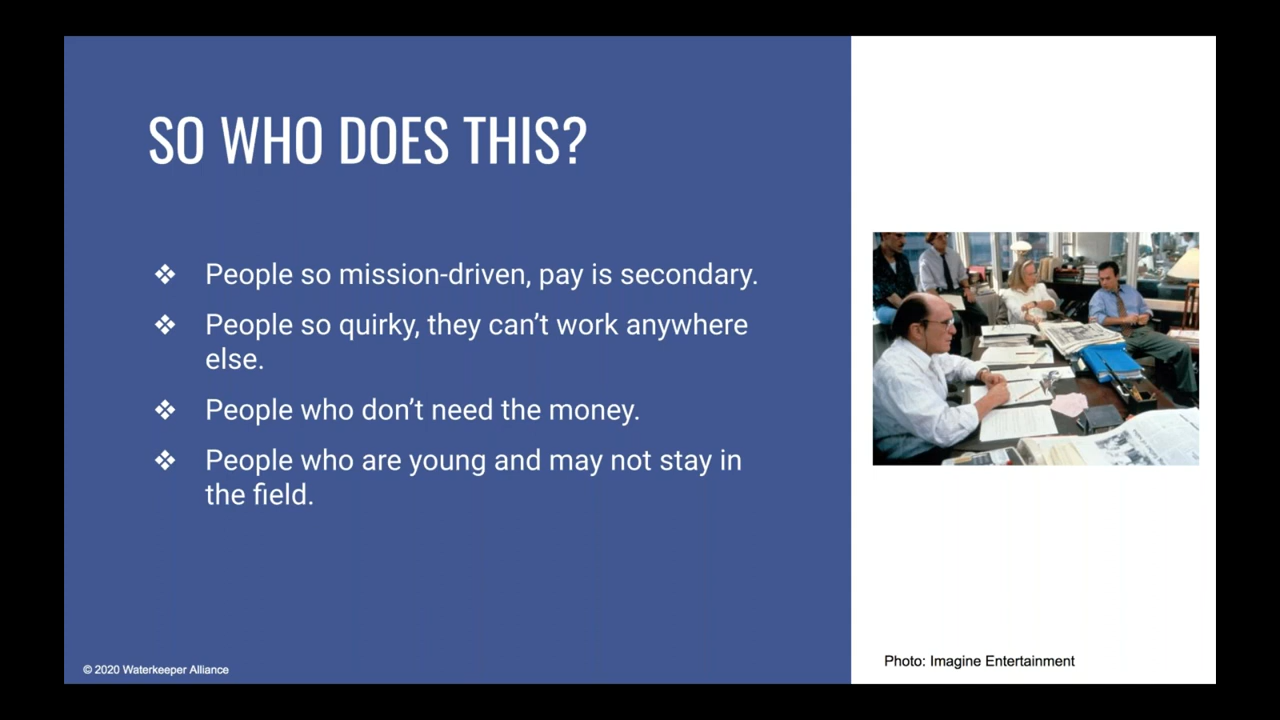 SO WHO DOES THIS?
❖ People so mission-driven, pay is secondary.
❖ People so quirky, they can’t work anywhere
else.
❖ People who don’t need the money.
❖ People who are young and may not stay in
the field.
© 2020 Waterkeeper Alliance
Photo: Imagine Entertainment